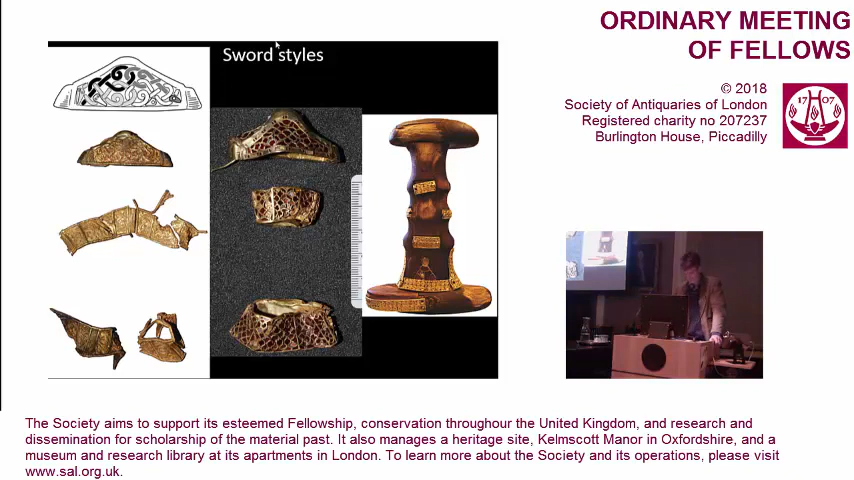 ORDINARY MEETING
OF FELLOWS
Sword styles
© 2018
Society of Antiquaries of London
Registered charity no 207237
Burlington House, Piccadilly
17 07
The Society aims to support its esteemed Fellowship, conservation throughour the United Kingdom, and research and
dissemination for scholarship of the material past. It also manages a heritage site, Kelmscott Manor in Oxfordshire, and a
museum and research library at its apartments in London. To learn more about the Society and its operations, please visit
www.sal.org.uk.